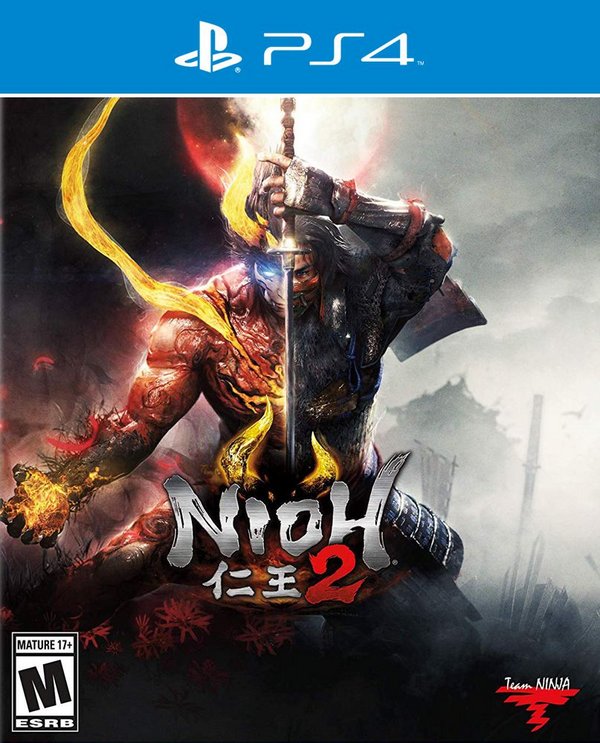 PS4
NIOH
仁王2
MATURE 17+
M
ESRB
Team NINJA